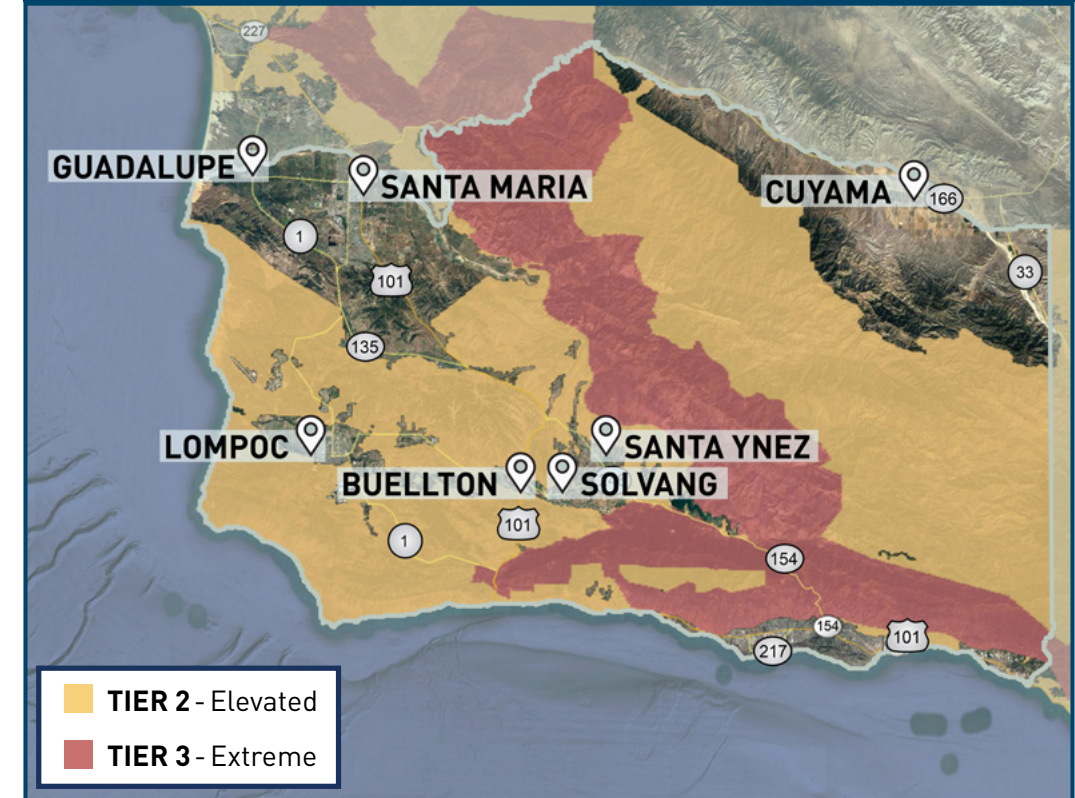 227
GUADALUPE
SANTA MARIA
CUYAMA
166
1
101
33
135
LOMPOC
SANTA YNEZ
BUELLTON
SOLVANG
101
1
154
154
101
217
TIER 2 - Elevated
TIER 3 - Extreme